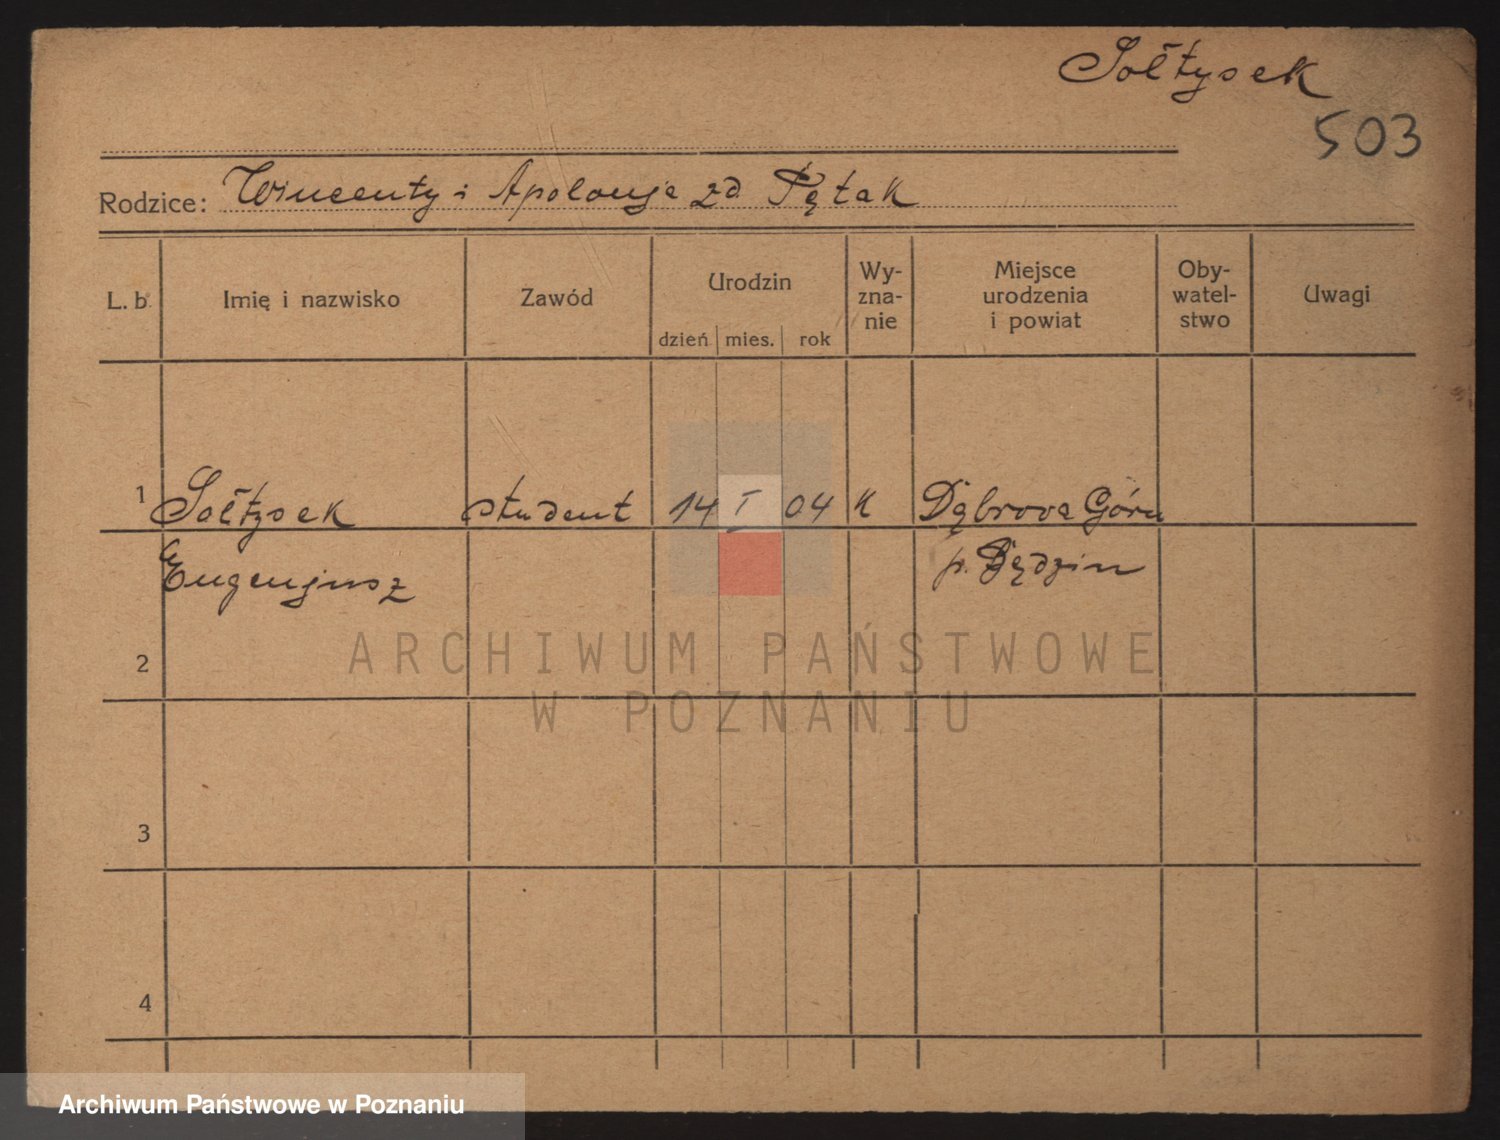 Sołtysek
503
Rodzice: Wincenty i Apolonja zd. Pętak
L. b. Imię i nazwisko Zawód Urodzin dzień mies. rok Wy-zna-nie Miejsce urodzenia i powiat Oby-watel-stwo Uwagi
1 Sołtysek student 14 I 04 K Dąbrowa Górn
Eugenjusz p. Będzin
2
3
4
ARCHIWUM PAŃSTWOWE
W POZNANIU
Archiwum Państwowe w Poznaniu